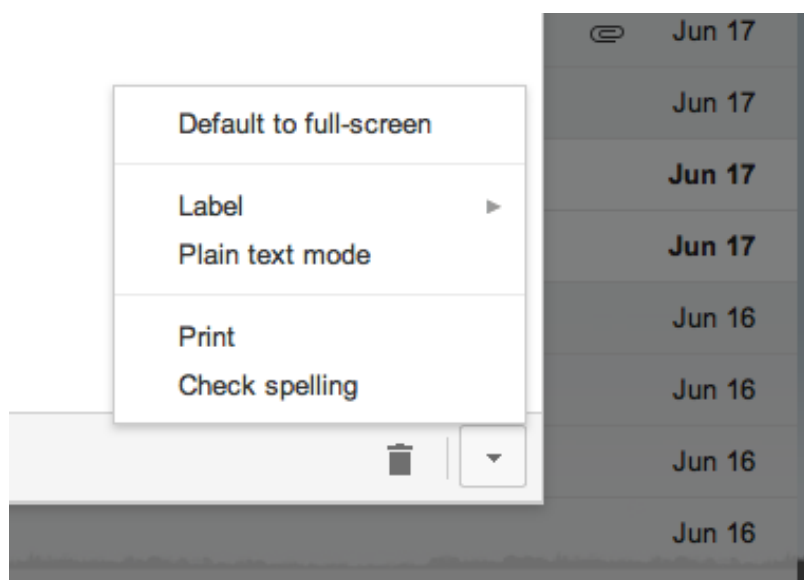 Jun 17
Jun 17
Default to full-screen
Jun 17
Label
Plain text mode
Jun 17
Print
Jun 16
Check spelling
Jun 16
Jun 16
Jun 16